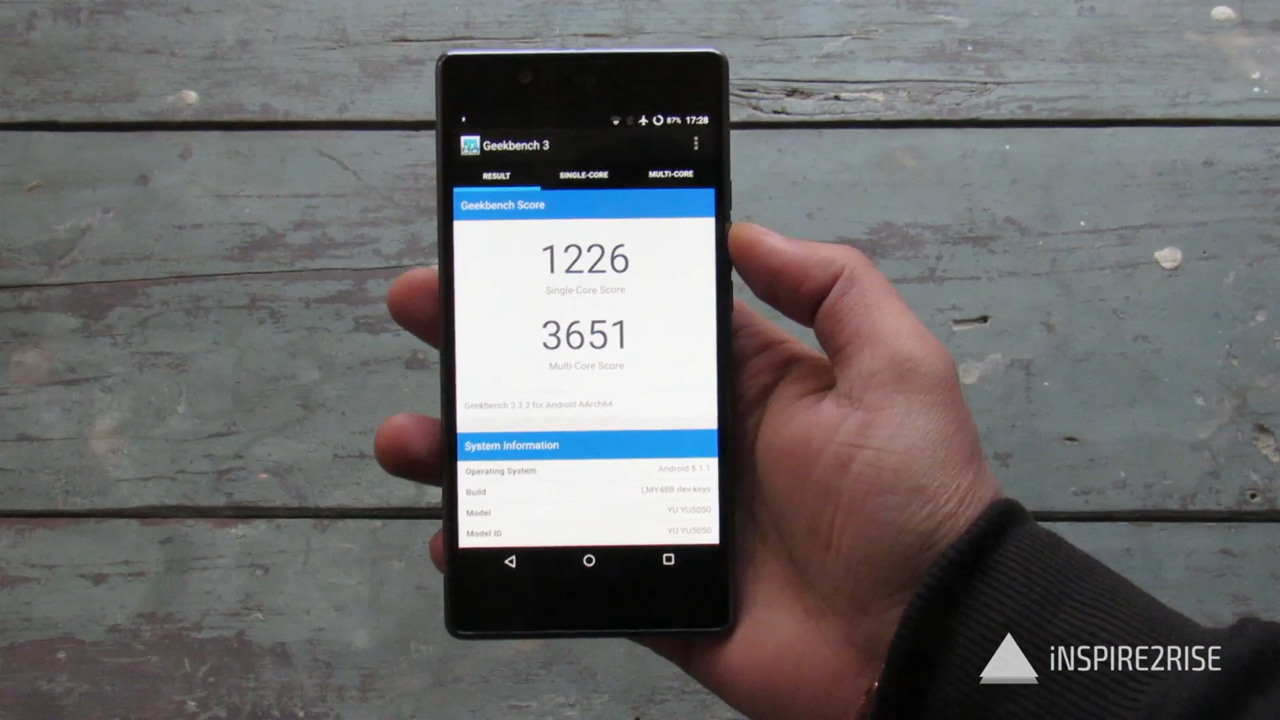 87% 17:28
Geekbench 3
RESULT SINGLE-CORE MULTI-CORE
Geekbench Score
1226
Single-Core Score
3651
Multi-Core Score
Geekbench 3.3.2 for Android AArch64
System Information
Operating System Android 5.1.1
Build LMY48B dev-keys
Model YU YU5050
Model ID YU YU5050
iNSPIRE2RISE